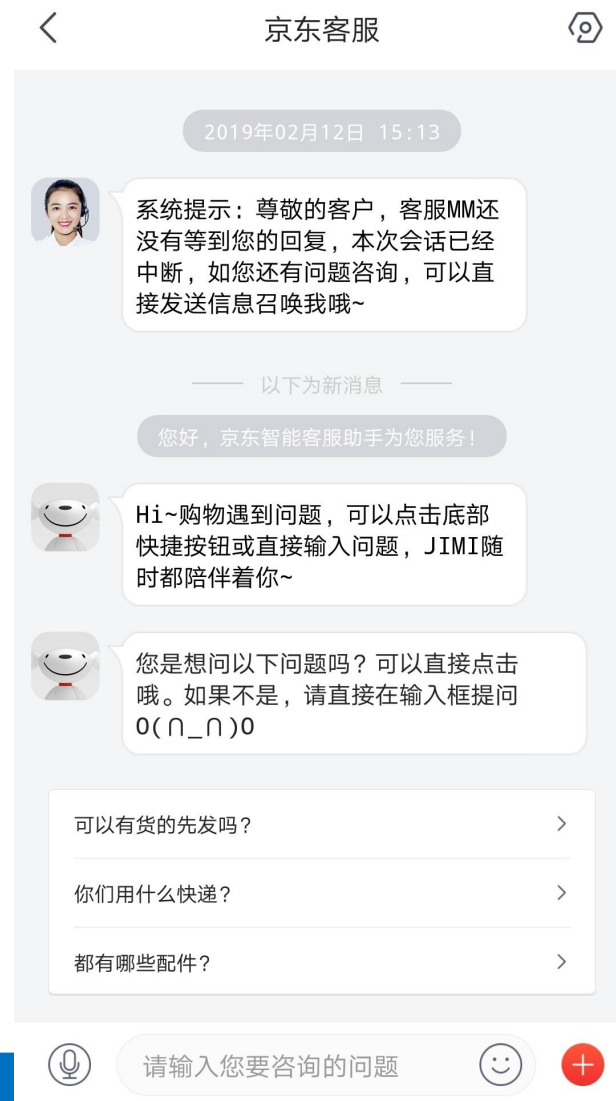 京东客服
2019年02月12日 15:13
系统提示：尊敬的客户，客服MM还
没有等到您的回复，本次会话已经
中断，如您还有问题咨询，可以直
接发送信息召唤我哦~
以下为新消息
您好，京东智能客服助手为您服务！
Hi~购物遇到问题，可以点击底部
快捷按钮或直接输入问题，JIMI随
时都陪伴着你~
您是想问以下问题吗？可以直接点击
哦。如果不是，请直接在输入框提问
O(∩_∩)O
可以有货的先发吗？
你们用什么快递？
都有哪些配件？
请输入您要咨询的问题